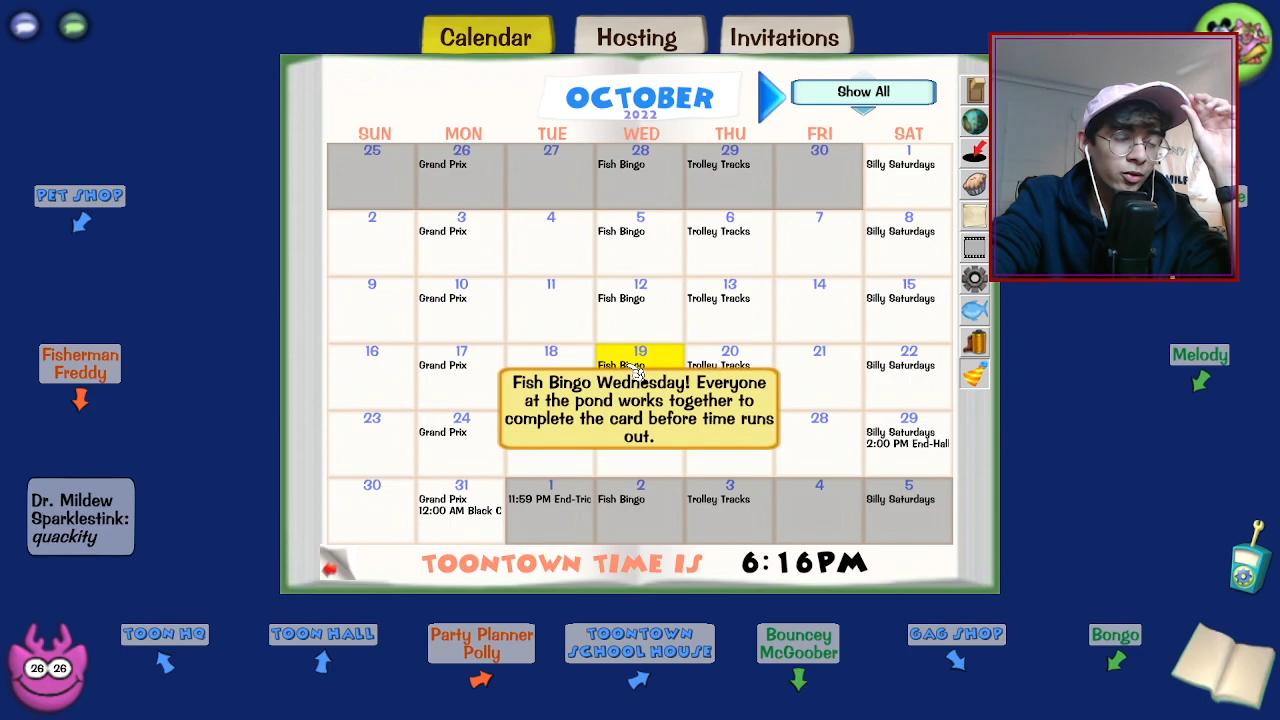 Calendar
Hosting
Invitations
OCTOBER
2022
Show All
SUN MON TUE WED THU FRI SAT
25 26 27 28 29 30 1
Grand Prix Fish Bingo Trolley Tracks Silly Saturdays
2 3 4 5 6 7 8
Grand Prix Fish Bingo Trolley Tracks Silly Saturdays
9 10 11 12 13 14 15
Grand Prix Fish Bingo Trolley Tracks Silly Saturdays
16 17 18 19 20 21 22
Grand Prix Fish Bingo Trolley Tracks Silly Saturdays
Fish Bingo Wednesday! Everyone
at the pond works together to
complete the card before time runs
out.
23 24 28 29
Grand Prix Silly Saturdays
2:00 PM End-Hall
30 31 1 2 3 4 5
Grand Prix 11:59 PM End-Tric Fish Bingo Trolley Tracks Silly Saturdays
12:00 AM Black C
TOONTOWN TIME IS 6:16PM
PET SHOP
Fisherman
Freddy
Dr. Mildew
Sparklestink:
quackity
Melody
26 26
TOON HQ
TOON HALL
Party Planner
Polly
TOONTOWN
SCHOOL HOUSE
Bouncey
McGoober
GAG SHOP
Bongo